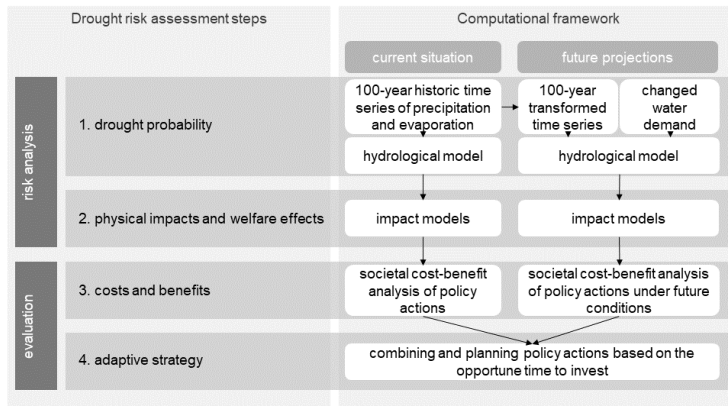 Drought risk assessment steps
Computational framework
current situation
future projections
risk analysis
1. drought probability
100-year historic time
series of precipitation
and evaporation
100-year
transformed
time series
changed
water
demand
hydrological model
hydrological model
2. physical impacts and welfare effects
impact models
impact models
evaluation
3. costs and benefits
societal cost-benefit
analysis of policy
actions
societal cost-benefit analysis
of policy actions under future
conditions
4. adaptive strategy
combining and planning policy actions based on the
opportune time to invest